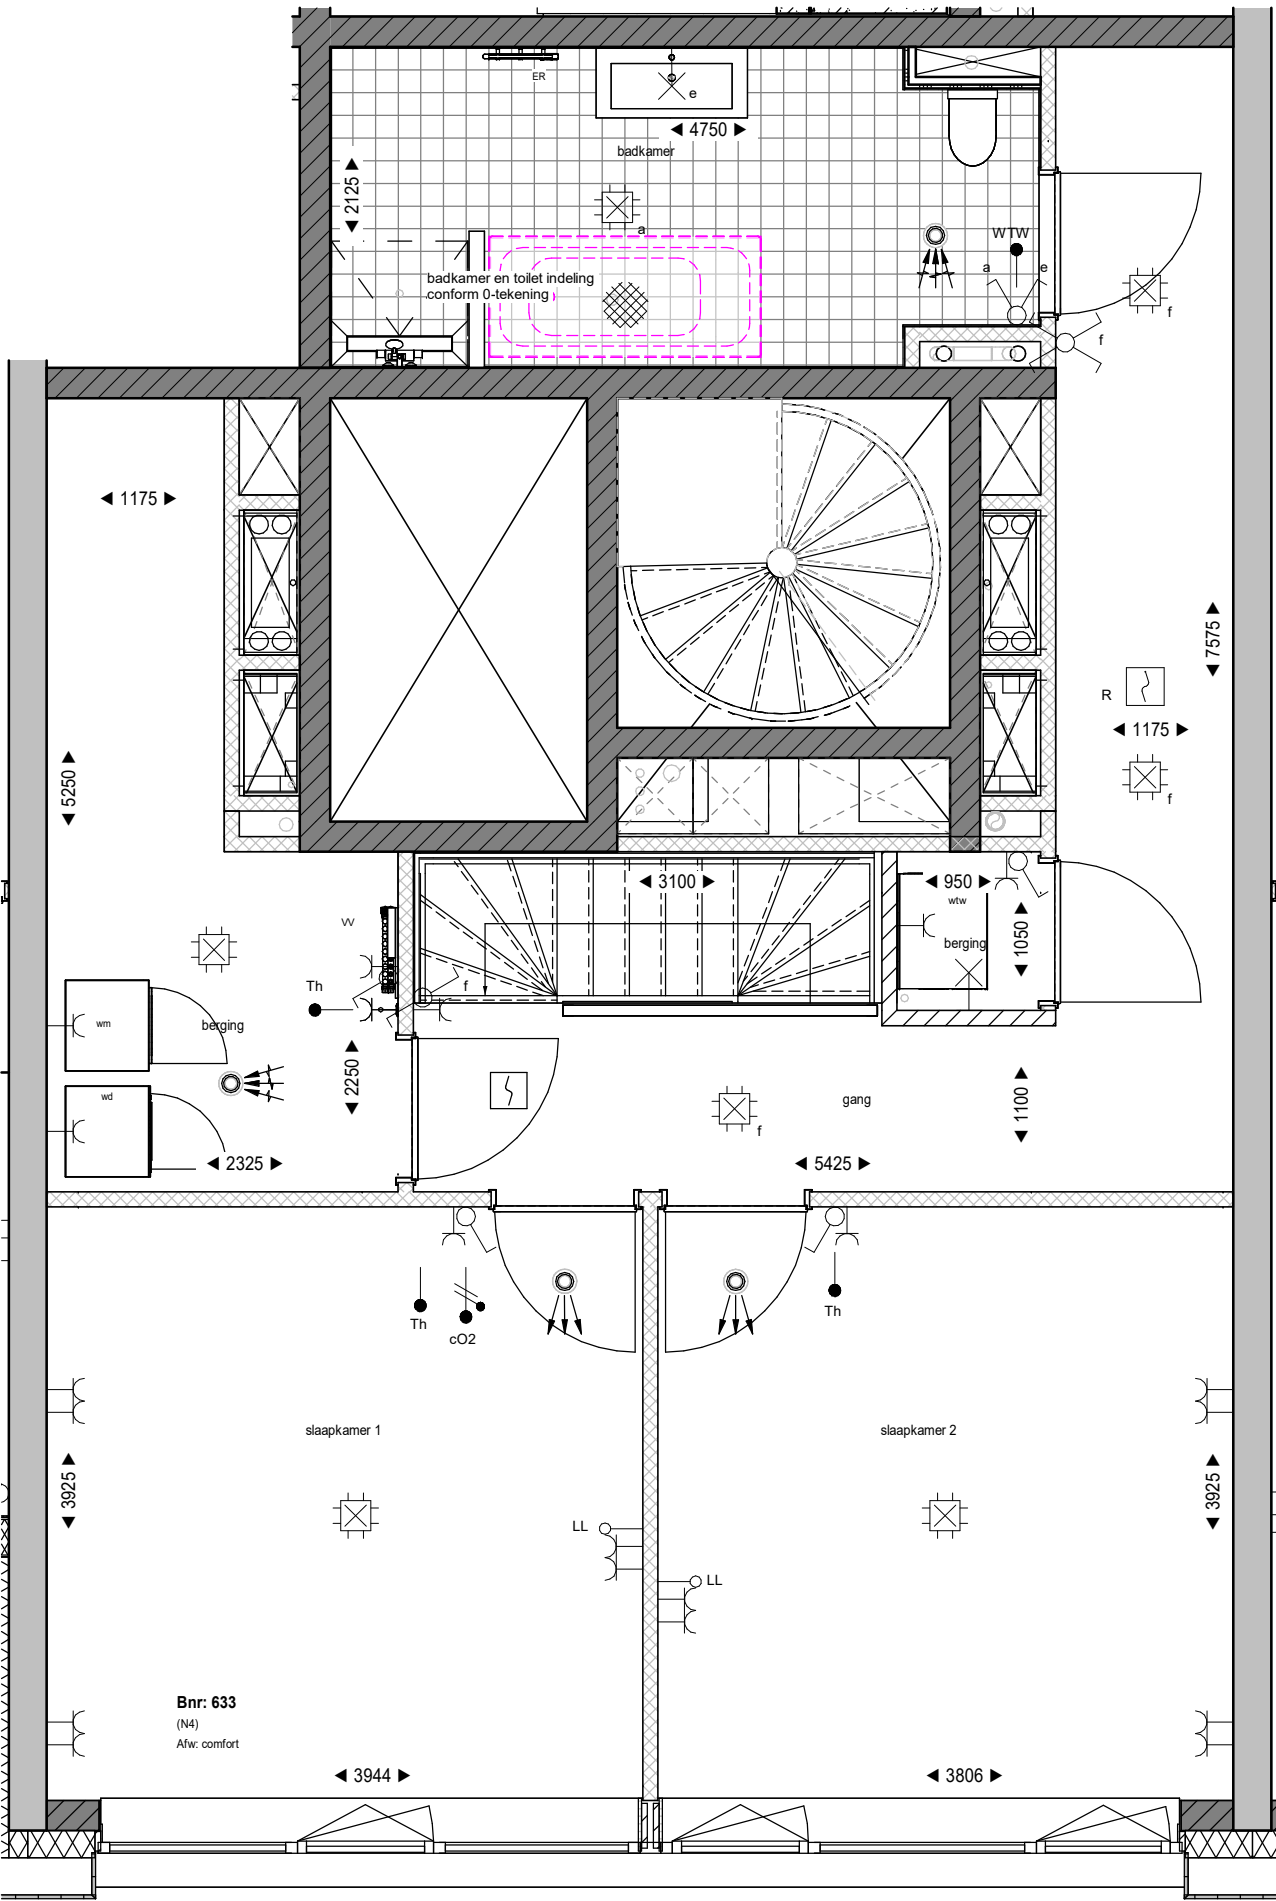 ER
e
4750
badkamer
2125
a
WTW
a
e
badkamer en toilet indeling
conform 0-tekening
f
f
1175
7575
R
1175
f
5250
3100
950
wtw
berging
1050
VV
Th
f
wm
berging
2250
wd
gang
1100
f
2325
5425
Th
cO2
Th
slaapkamer 1
slaapkamer 2
3925
3925
LL
LL
Bnr: 633
(N4)
Afw: comfort
3944
3806